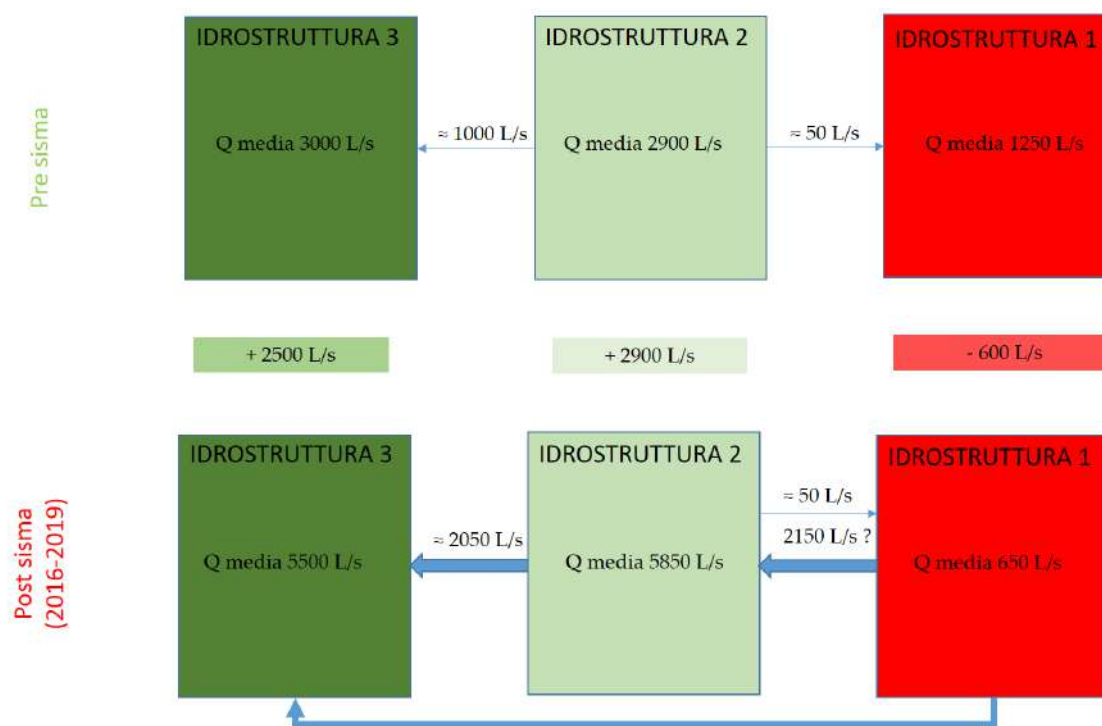 Pre sisma
IDROSTRUTTURA 3
Q media 3000 L/s
≈ 1000 L/s
IDROSTRUTTURA 2
Q media 2900 L/s
≈ 50 L/s
IDROSTRUTTURA 1
Q media 1250 L/s
+ 2500 L/s
+ 2900 L/s
- 600 L/s
Post sisma
(2016-2019)
IDROSTRUTTURA 3
Q media 5500 L/s
≈ 2050 L/s
IDROSTRUTTURA 2
Q media 5850 L/s
≈ 50 L/s
2150 L/s ?
IDROSTRUTTURA 1
Q media 650 L/s